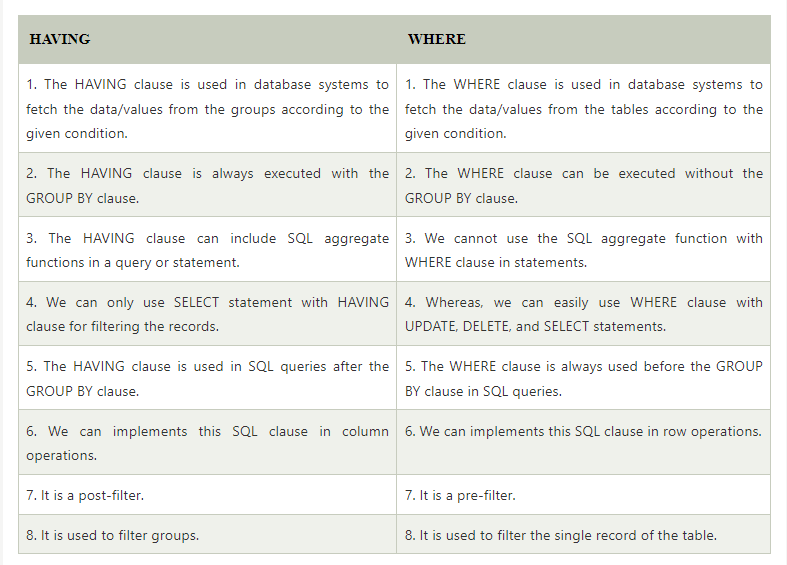 HAVING
WHERE
1. The HAVING clause is used in database systems to
fetch the data/values from the groups according to the
given condition.
1. The WHERE clause is used in database systems to
fetch the data/values from the tables according to the
given condition.
2. The HAVING clause is always executed with the
GROUP BY clause.
2. The WHERE clause can be executed without the
GROUP BY clause.
3. The HAVING clause can include SQL aggregate
functions in a query or statement.
3. We cannot use the SQL aggregate function with
WHERE clause in statements.
4. We can only use SELECT statement with HAVING
clause for filtering the records.
4. Whereas, we can easily use WHERE clause with
UPDATE, DELETE, and SELECT statements.
5. The HAVING clause is used in SQL queries after the
GROUP BY clause.
5. The WHERE clause is always used before the GROUP
BY clause in SQL queries.
6. We can implements this SQL clause in column
operations.
6. We can implements this SQL clause in row operations.
7. It is a post-filter.
7. It is a pre-filter.
8. It is used to filter groups.
8. It is used to filter the single record of the table.